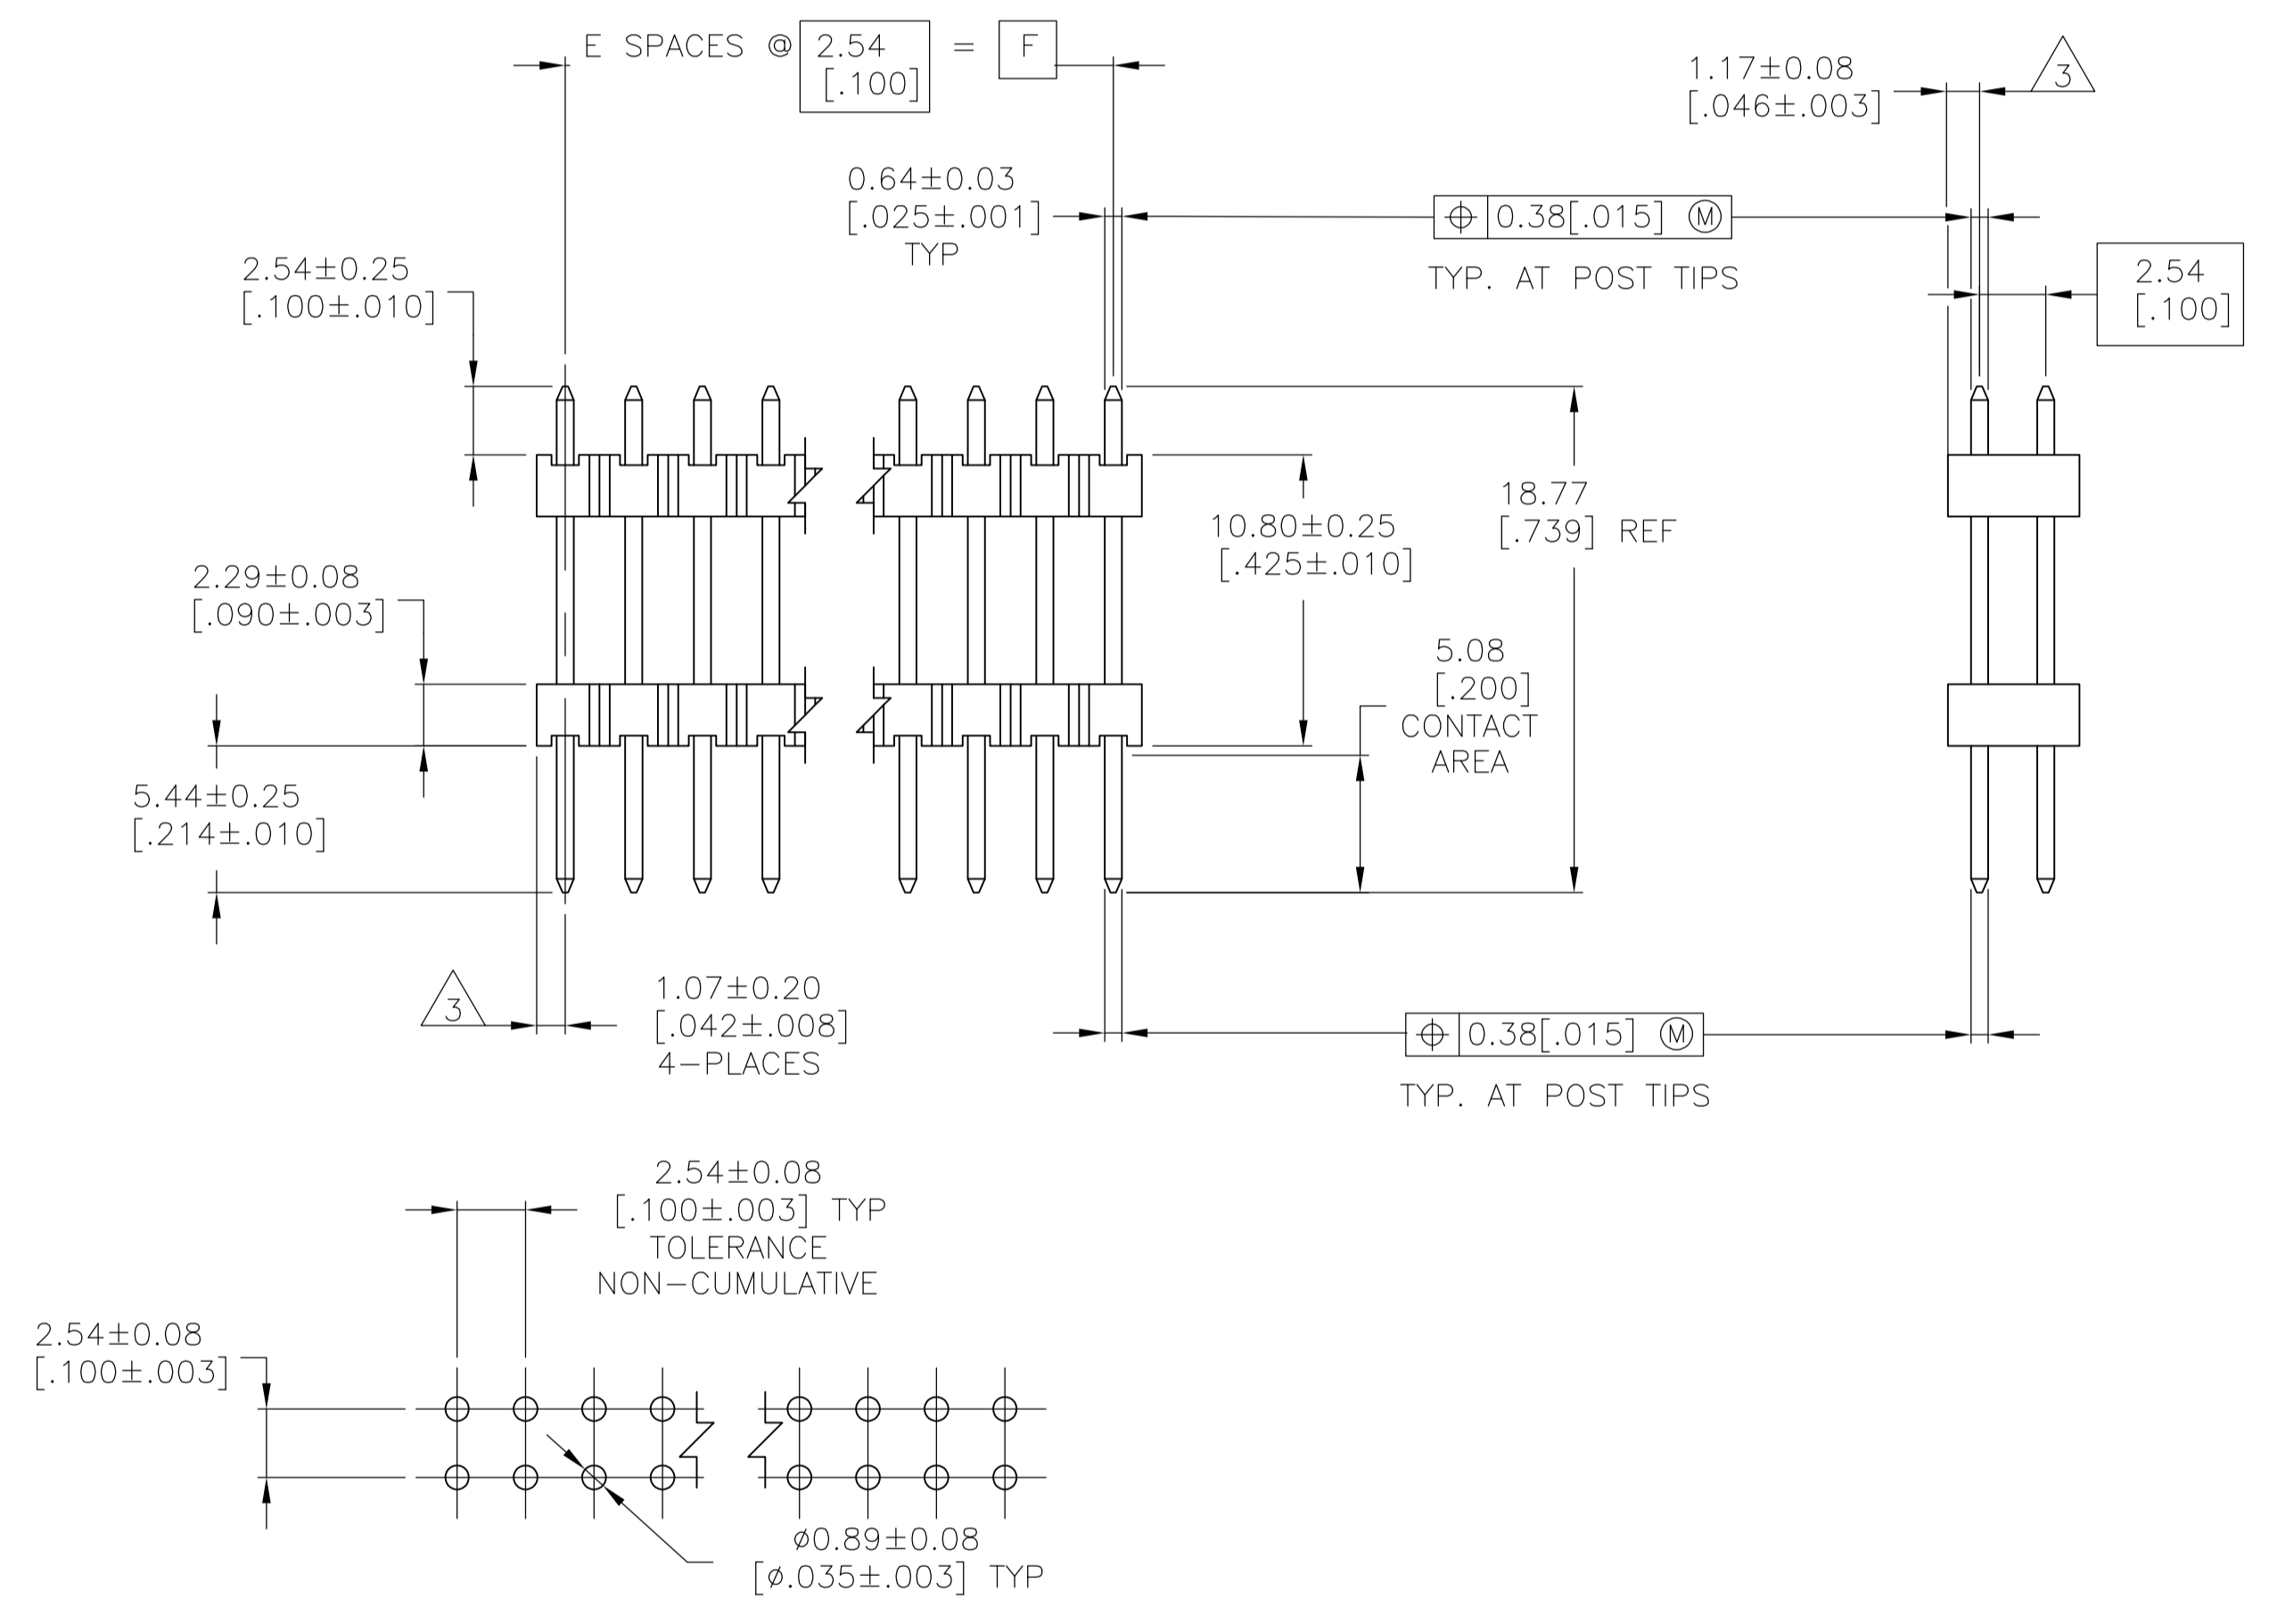 E SPACES @ 2.54 = F
[.100]
1.17±0.08
[.046±.003]
3
0.64±0.03
[.025±.001]
TYP
0.38[.015] Ⓜ
TYP. AT POST TIPS
2.54
[.100]
2.54±0.25
[.100±.010]
18.77
[.739] REF
10.80±0.25
[.425±.010]
2.29±0.08
[.090±.003]
5.08
[.200]
CONTACT
AREA
5.44±0.25
[.214±.010]
3
1.07±0.20
[.042±.008]
4-PLACES
0.38[.015] Ⓜ
TYP. AT POST TIPS
2.54±0.08
[.100±.003] TYP
TOLERANCE
NON-CUMULATIVE
2.54±0.08
[.100±.003]
ø0.89±0.08
[ø.035±.003] TYP